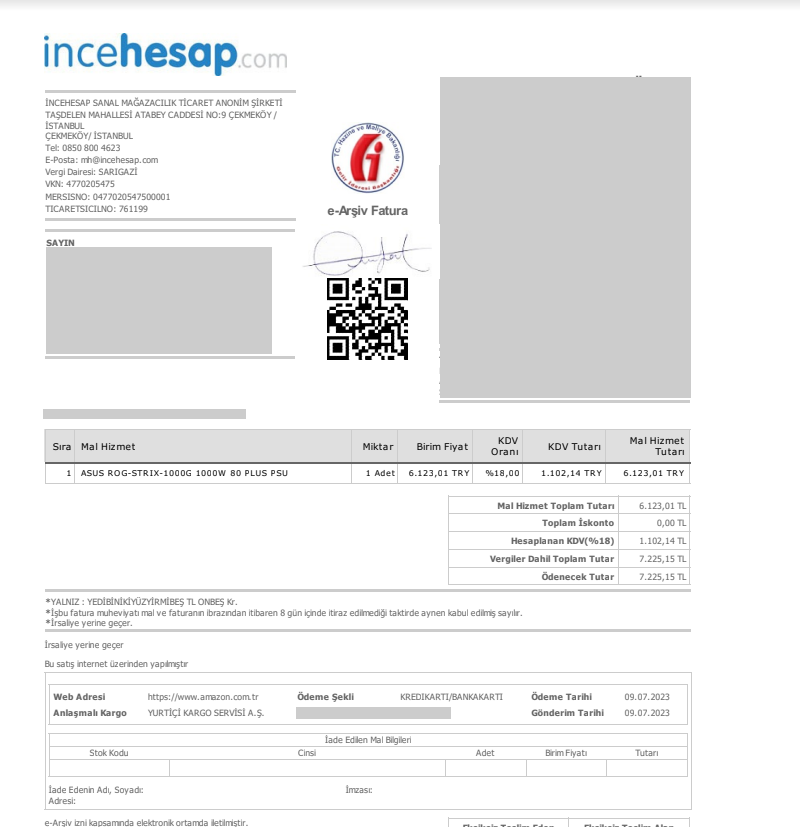 incehesap.com
İNCEHESAP SANAL MAĞAZACILIK TİCARET ANONİM ŞİRKETİ
TAŞDELEN MAHALLESİ ATABEY CADDESİ NO:9 ÇEKMEKÖY /
İSTANBUL
ÇEKMEKÖY/ İSTANBUL
Tel: 0850 800 4623
E-Posta: mh@incehesap.com
Vergi Dairesi: SARIGAZİ
VKN: 4770205475
MERSISNO: 0477020547500001
TICARETSICILNO: 761199
T.C. Hazine ve Maliye Bakanlığı
Gelir İdaresi Başkanlığı
e-Arşiv Fatura
SAYIN
Sıra Mal Hizmet Miktar Birim Fiyat KDV Oranı KDV Tutarı Mal Hizmet Tutarı
1 ASUS ROG-STRIX-1000G 1000W 80 PLUS PSU 1 Adet 6.123,01 TRY %18,00 1.102,14 TRY 6.123,01 TRY
Mal Hizmet Toplam Tutarı 6.123,01 TL
Toplam İskonto 0,00 TL
Hesaplanan KDV(%18) 1.102,14 TL
Vergiler Dahil Toplam Tutar 7.225,15 TL
Ödenecek Tutar 7.225,15 TL
*YALNIZ : YEDİBİNİKİYÜZYİRMİBEŞ TL ONBEŞ Kr.
*İşbu fatura muheviyatı mal ve faturanın ibrazından itibaren 8 gün içinde itiraz edilmediği taktirde aynen kabul edilmiş sayılır.
*İrsaliye yerine geçer.
İrsaliye yerine geçer
Bu satış internet üzerinden yapılmıştır
Web Adresi https://www.amazon.com.tr Ödeme Şekli KREDIKARTI/BANKAKARTI Ödeme Tarihi 09.07.2023
Anlaşmalı Kargo YURTİÇİ KARGO SERVİSİ A.Ş. Gönderim Tarihi 09.07.2023
İade Edilen Mal Bilgileri
Stok Kodu Cinsi Adet Birim Fiyatı Tutarı
İade Edenin Adı, Soyadı: İmzası:
Adresi:
e-Arşiv izni kapsamında elektronik ortamda iletilmiştir.
Eksiksiz Teslim Eden Eksiksiz Teslim Alan